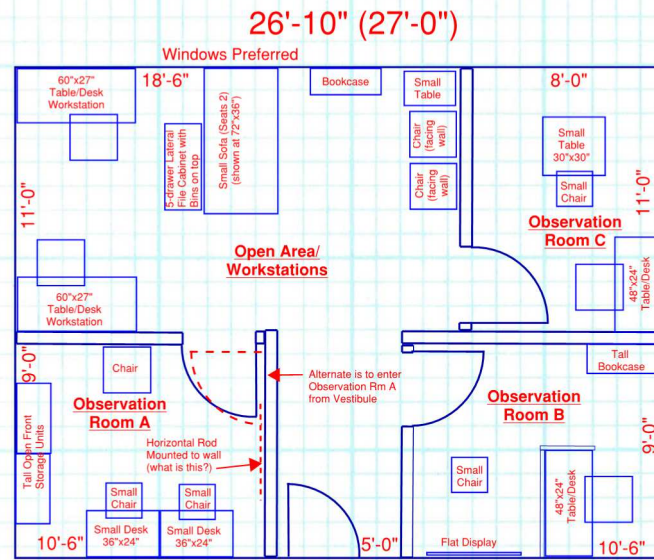 26'-10" (27'-0")
Windows Preferred
60"x27"
Table/Desk
Workstation
18'-6"
5-drawer Lateral
File Cabinet with
Bins on top
Small Sofa (Seats 2)
(shown at 72"x36")
Bookcase
Small
Table
Chair
(facing
wall)
Chair
(facing
wall)
8'-0"
Small
Table
30"x30"
Small
Chair
11'-0"
11'-0"
Observation
Room C
48"x24"
Table/Desk
Open Area/
Workstations
60"x27"
Table/Desk
Workstation
9'-0"
Chair
Observation
Room A
Tall Open Front
Storage Units
Alternate is to enter
Observation Rm A
from Vestibule
Horizontal Rod
Mounted to wall
(what is this?)
Tall
Bookcase
Observation
Room B
9'-0"
Small
Chair
Small
Chair
Small Desk
36"x24"
Small Desk
36"x24"
10'-6"
5'-0"
Small
Chair
48"x24"
Table/Desk
Flat Display
10'-6"